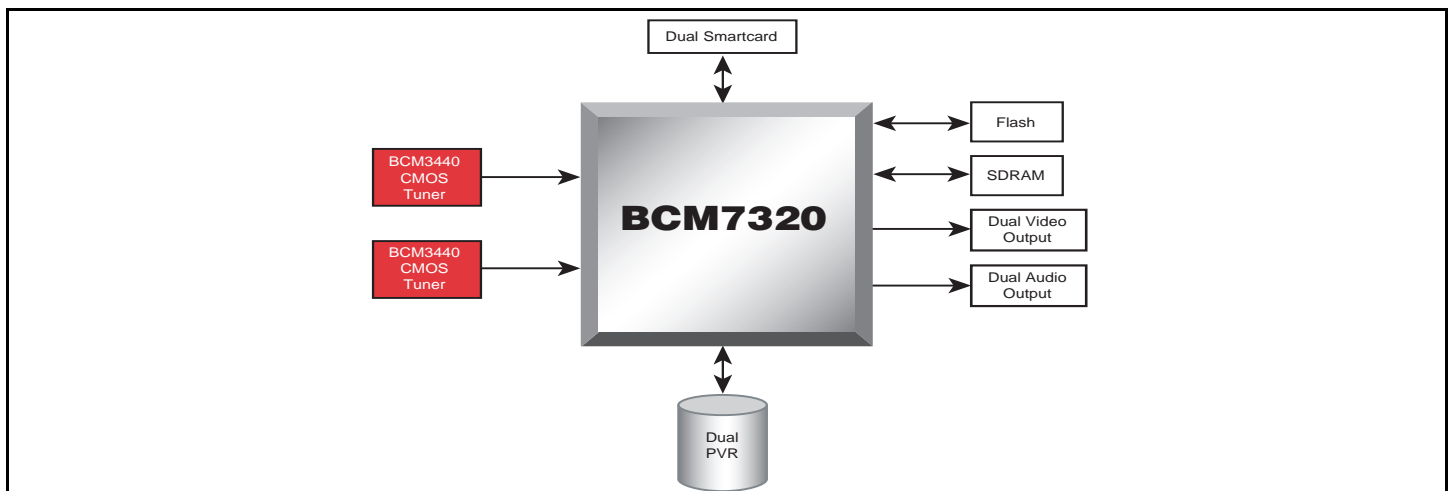 Dual Smartcard
BCM3440
CMOS
Tuner
BCM3440
CMOS
Tuner
BCM7320
Flash
SDRAM
Dual Video
Output
Dual Audio
Output
Dual
PVR